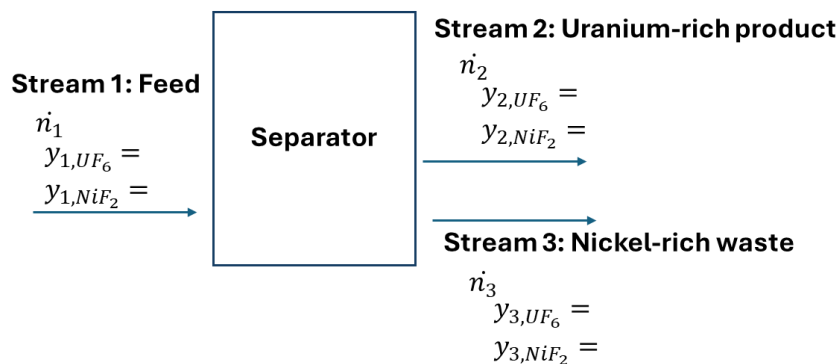 Stream 1: Feed
ṅ₁
y₁,UF₆ =
y₁,NiF₂ =
Separator
Stream 2: Uranium-rich product
ṅ₂
y₂,UF₆ =
y₂,NiF₂ =
Stream 3: Nickel-rich waste
ṅ₃
y₃,UF₆ =
y₃,NiF₂ =